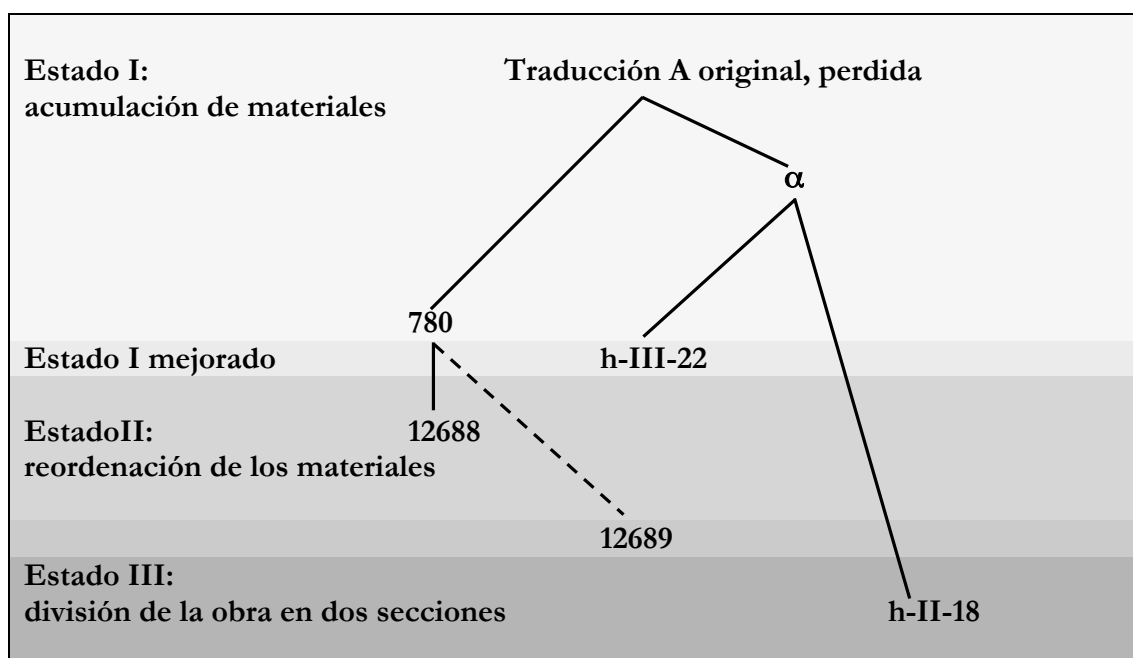 Estado I:
Traducción A original, perdida
acumulación de materiales
α
780
Estado I mejorado
h-III-22
EstadoII:
12688
reordenación de los materiales
12689
Estado III:
división de la obra en dos secciones
h-II-18